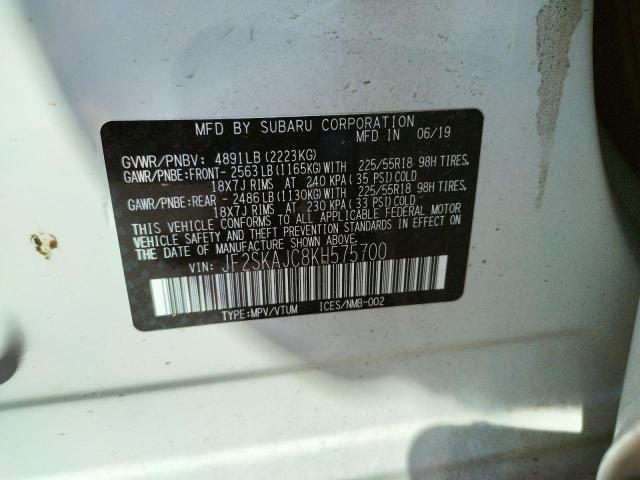 MFD BY SUBARU CORPORATION
MFD IN 06/19
GVWR/PNBV: 4891LB(2223KG)
GAWR/PNBE:FRONT- 2563LB(1165KG)WITH 225/55R18 98H TIRES,
18X7J RIMS AT 240 KPA(35 PSI)COLD
GAWR/PNBE:REAR - 2486LB(1130KG)WITH 225/55R18 98H TIRES,
18X7J RIMS AT 230 KPA(33 PSI)COLD
THIS VEHICLE CONFORMS TO ALL APPLICABLE FEDERAL MOTOR
VEHICLE SAFETY AND THEFT PREVENTION STANDARDS IN EFFECT ON
THE DATE OF MANUFACTURE SHOWN ABOVE.
VIN: JF2SKAJC8KH575700
TYPE:MPV/VTUM ICES/NMB-002